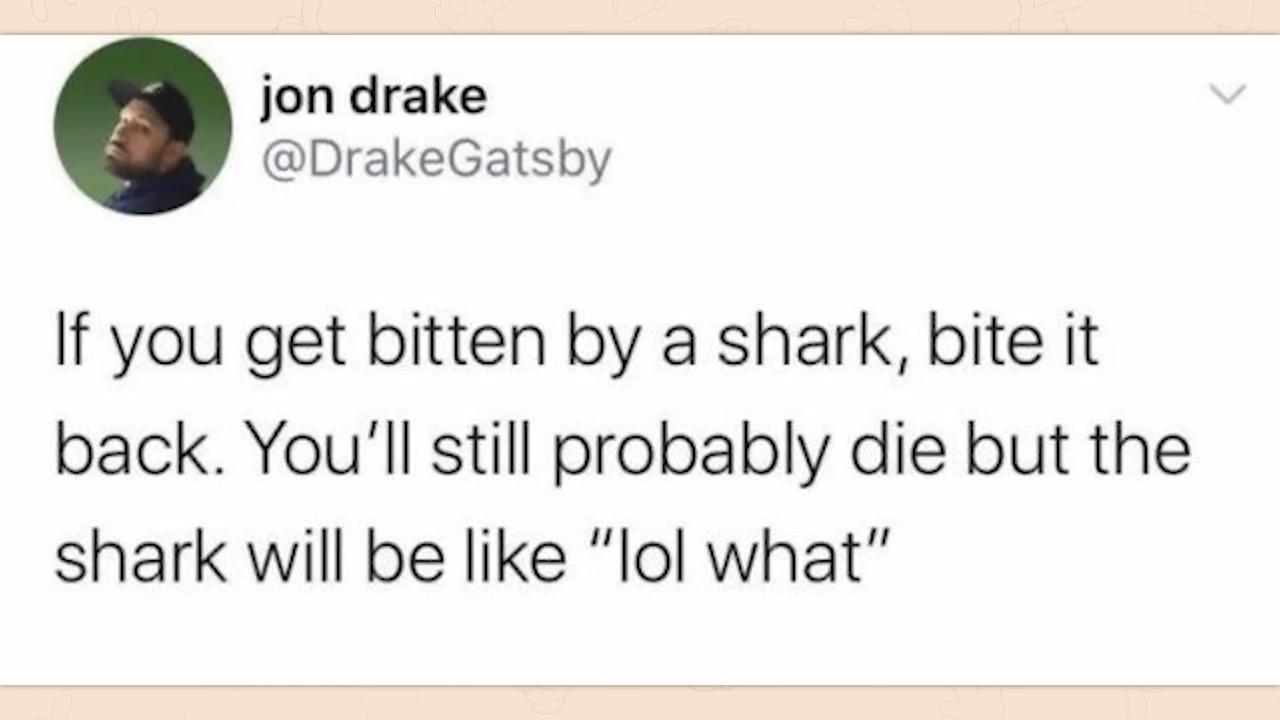 jon drake
@DrakeGatsby
If you get bitten by a shark, bite it
back. You’ll still probably die but the
shark will be like “lol what”